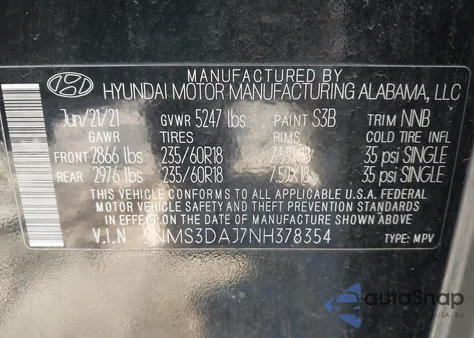 MANUFACTURED BY
HYUNDAI MOTOR MANUFACTURING ALABAMA, LLC
Jun/21/21 GVWR 5247 lbs PAINT S3B TRIM NNB
GAWR TIRES RIMS COLD TIRE INFL
FRONT 2866 lbs 235/60R18 35 psi SINGLE
REAR 2976 lbs 235/60R18 7.50X18 35 psi SINGLE
THIS VEHICLE CONFORMS TO ALL APPLICABLE U.S.A. FEDERAL
MOTOR VEHICLE SAFETY AND THEFT PREVENTION STANDARDS IN
EFFECT ON THE DATE OF MANUFACTURE SHOWN ABOVE.
V.I.N 5NMS3DAJ7NH378354 TYPE: MPV
autoSnap